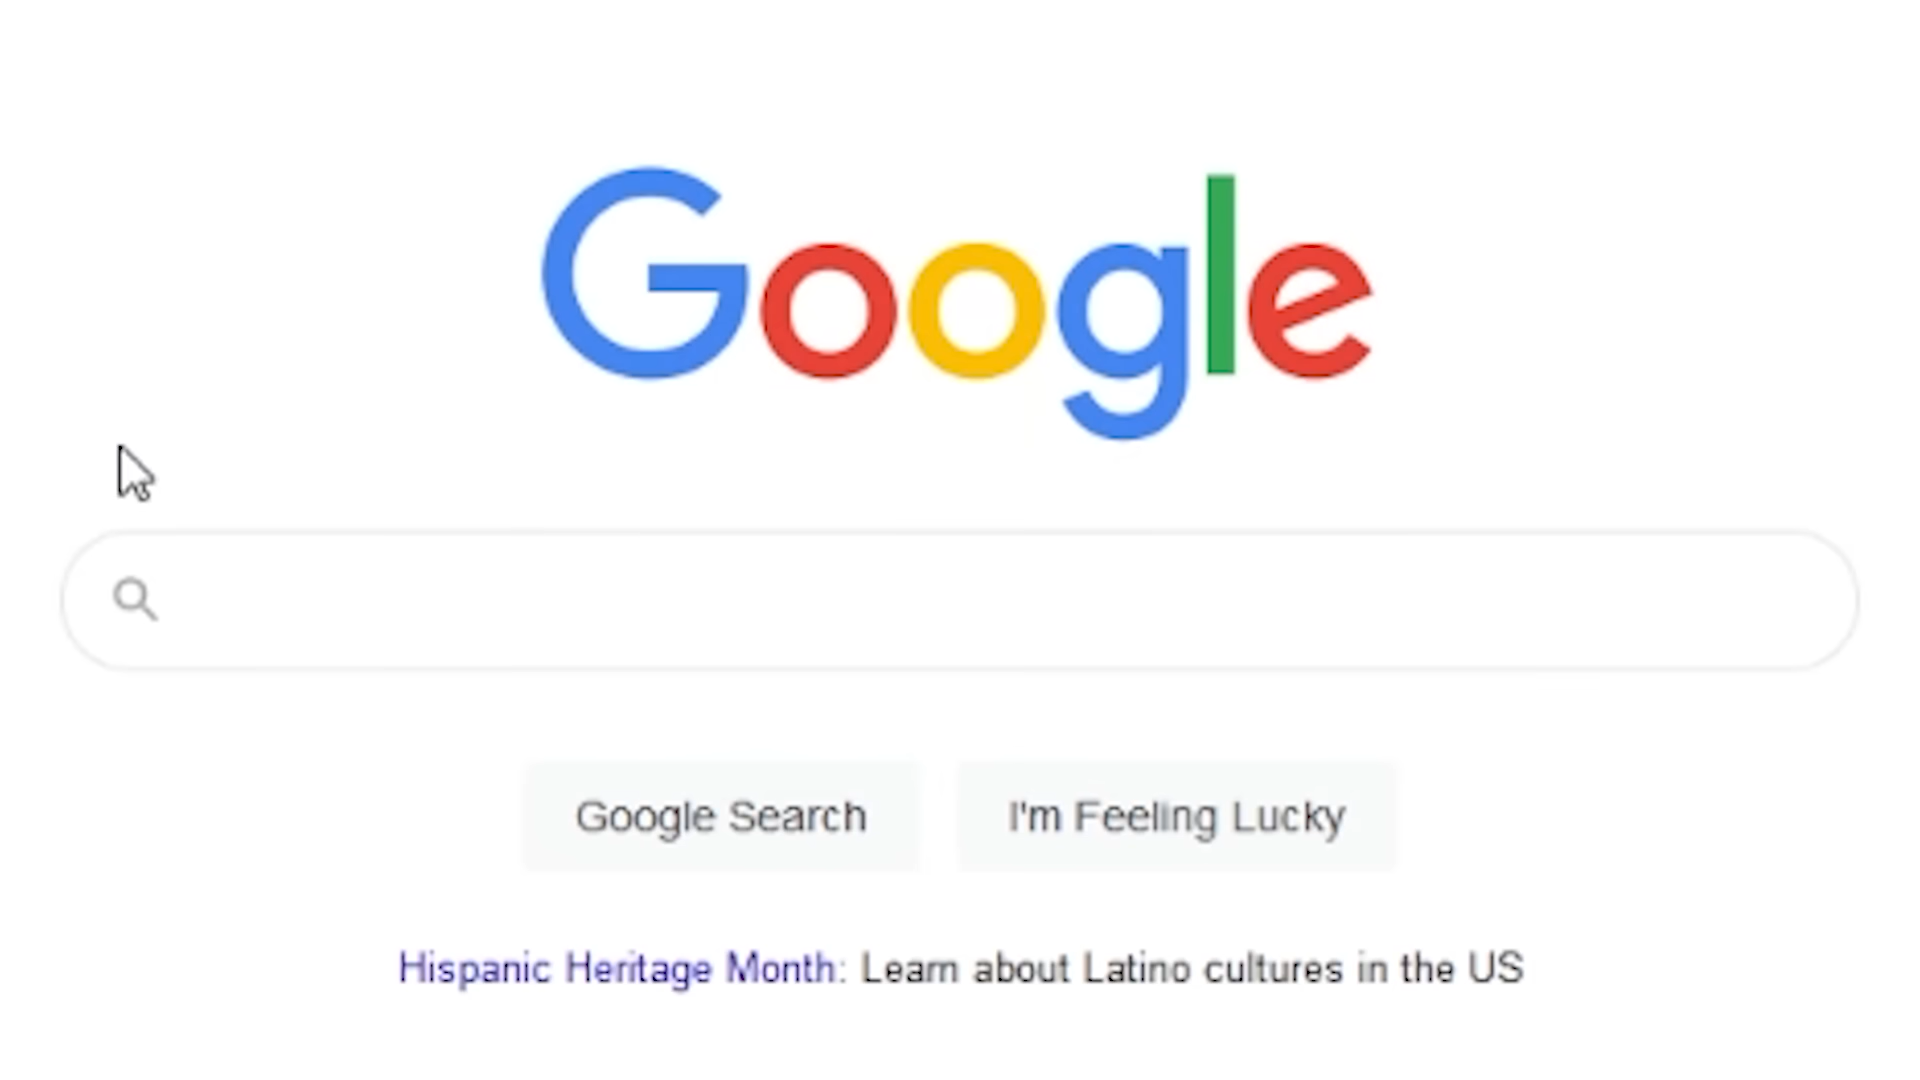 Google
Google Search
I'm Feeling Lucky
Hispanic Heritage Month: Learn about Latino cultures in the US